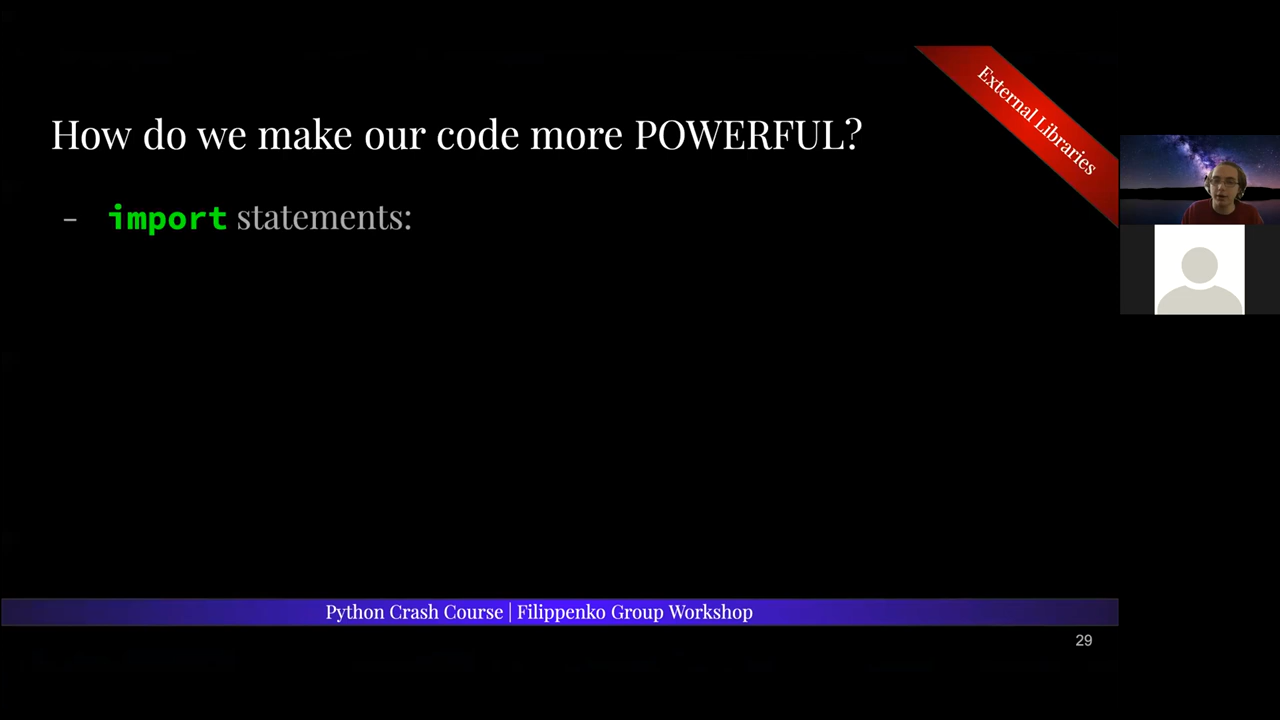 External Libraries
How do we make our code more POWERFUL?
- import statements:
Python Crash Course | Filippenko Group Workshop
29